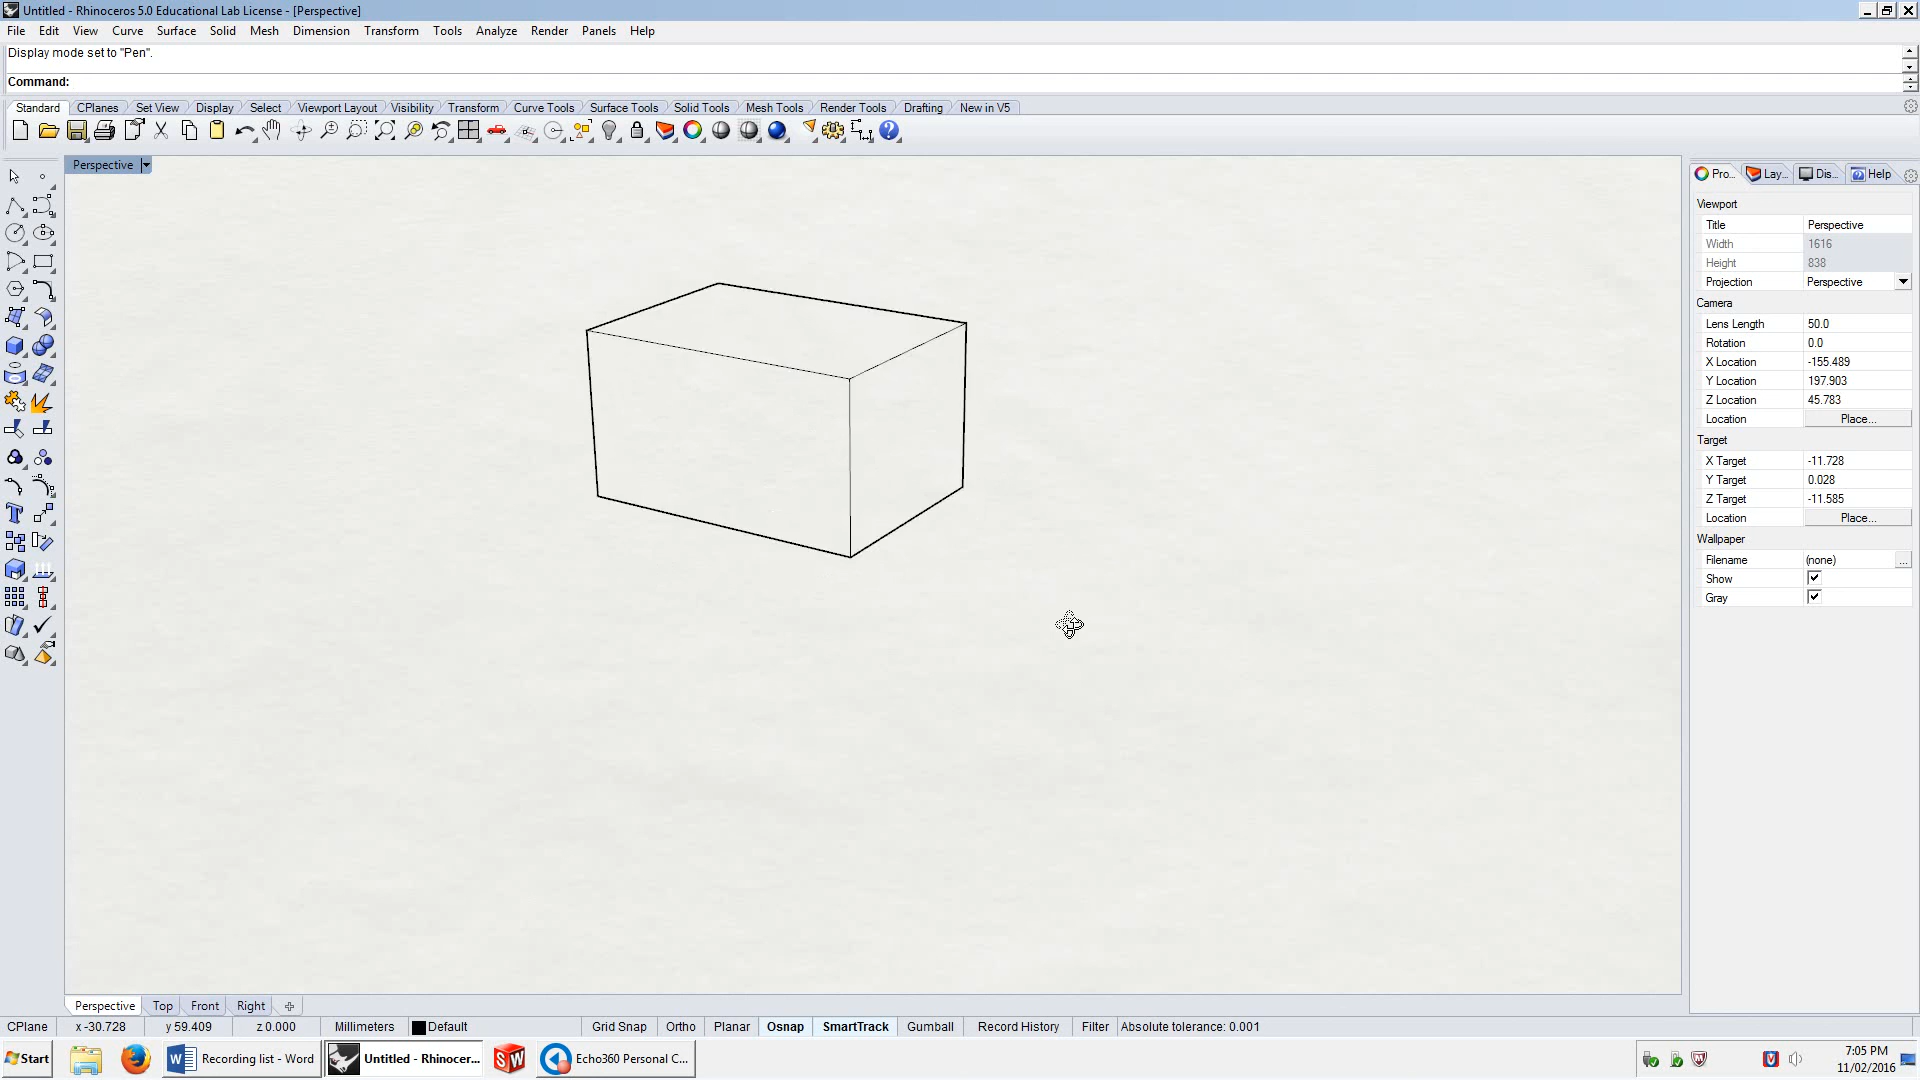 Untitled - Rhinoceros 5.0 Educational Lab License - [Perspective]
File Edit View Curve Surface Solid Mesh Dimension Transform Tools Analyze Render Panels Help
Display mode set to "Pen".
Command:
Standard CPlanes Set View Display Select Viewport Layout Visibility Transform Curve Tools Surface Tools Solid Tools Mesh Tools Render Tools Drafting New in V5
Perspective
Pro... Lay... Dis... Help
Viewport
Title Perspective
Width 1616
Height 838
Projection Perspective
Camera
Lens Length 50.0
Rotation 0.0
X Location -155.489
Y Location 197.903
Z Location 45.783
Location Place...
Target
X Target -11.728
Y Target 0.028
Z Target -11.585
Location Place...
Wallpaper
Filename (none) ...
Show
Gray
Perspective Top Front Right
CPlane x -30.728 y 59.409 z 0.000 Millimeters Default Grid Snap Ortho Planar Osnap SmartTrack Gumball Record History Filter Absolute tolerance: 0.001
Start Recording list - Word Untitled - Rhinocer... SW Echo360 Personal C...
7:05 PM
11/02/2016